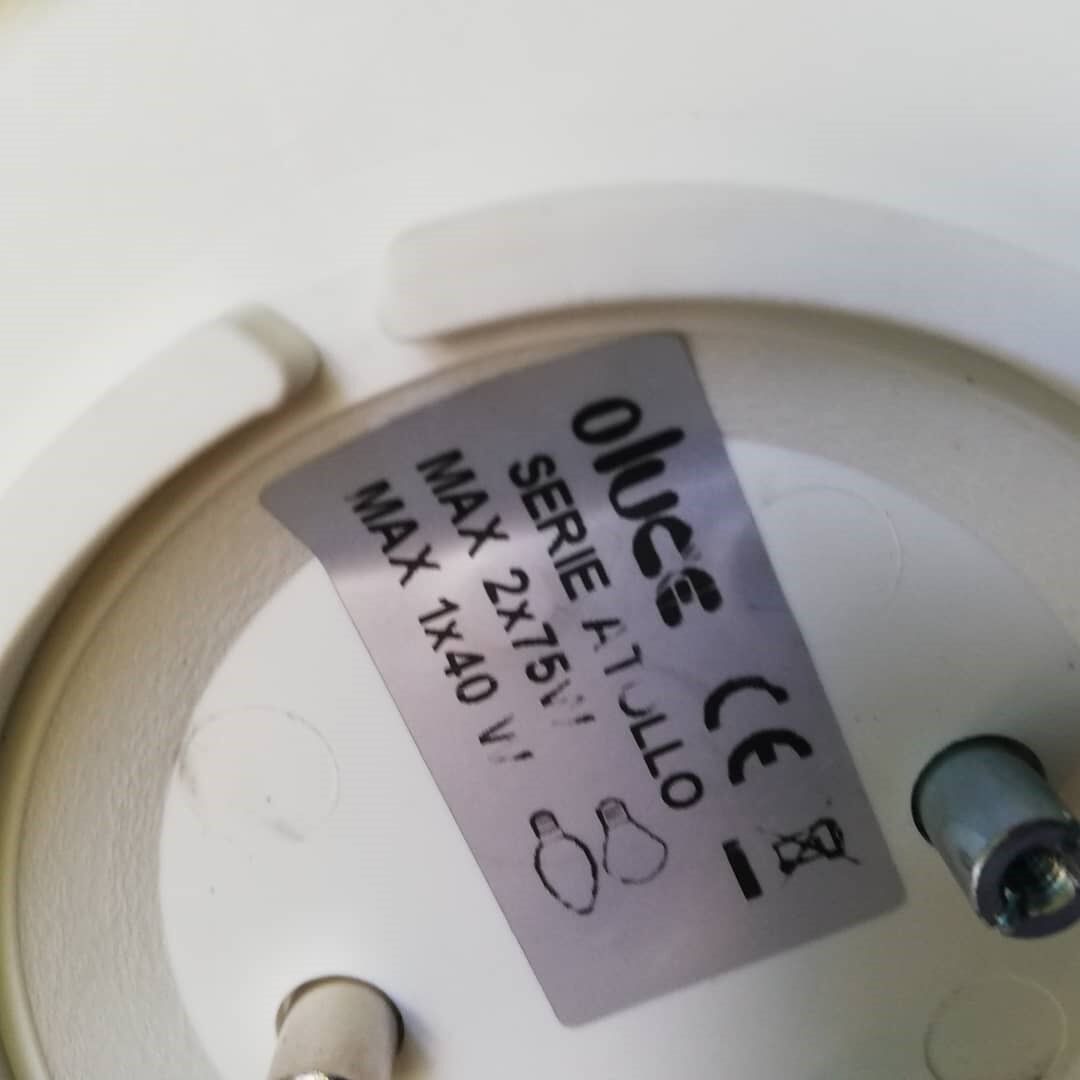 oluce
SERIE ATOLLO
MAX 2x75W
MAX 1x40 W
CE